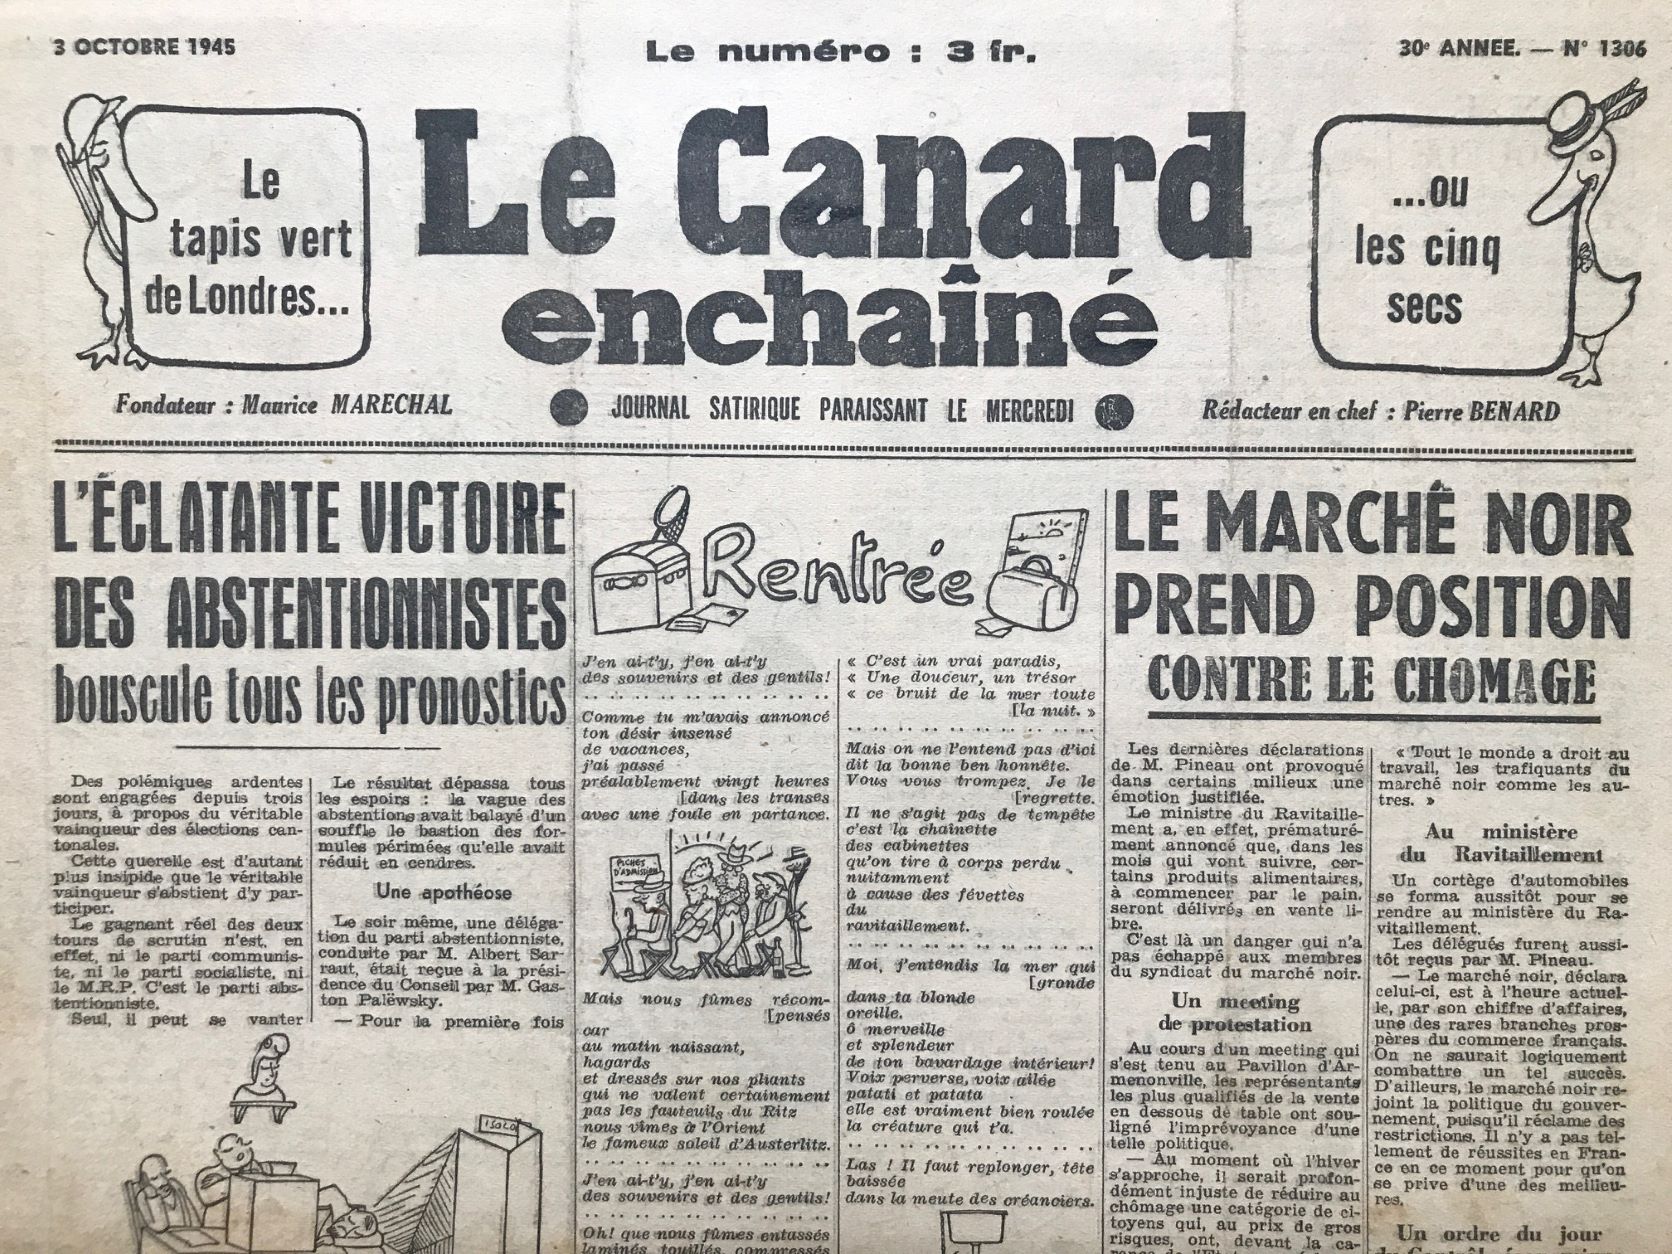 3 OCTOBRE 1945
Le numéro : 3 fr.
30e ANNEE. — N° 1306
Le
tapis vert
de Londres...
Le Canard
enchaîné
...ou
les cinq
secs
Fondateur : Maurice MARECHAL
JOURNAL SATIRIQUE PARAISSANT LE MERCREDI
Rédacteur en chef : Pierre BENARD
L'ÉCLATANTE VICTOIRE
DES ABSTENTIONNISTES
bouscule tous les pronostics
Des polémiques ardentes
sont engagées depuis trois
jours, à propos du véritable
vainqueur des élections can-
tonales.
Cette querelle est d'autant
plus insipide que le véritable
vainqueur s'abstient d'y par-
ticiper.
Le gagnant réel des deux
tours de scrutin n'est, en
effet, ni le parti communis-
te, ni le parti socialiste, ni
le M.R.P. C'est le parti abs-
tentionniste.
Seul, il peut se vanter
Le résultat dépassa tous
les espoirs : la vague des
abstentions avait balayé d'un
souffle le bastion des for-
mules périmées qu'elle avait
réduit en cendres.
Une apothéose
Le soir même, une déléga-
tion du parti abstentionniste,
conduite par M. Albert Sar-
raut, était reçue à la prési-
dence du Conseil par M. Gas-
ton Palëwsky.
— Pour la première fois
ISOLO
Rentrée
J'en ai-t'y, j'en ai-t'y
des souvenirs et des gentils!
Comme tu m'avais annoncé
ton désir insensé
de vacances,
j'ai passé
préalablement vingt heures
[dans les transes
avec une foule en partance.
FICHES
D'ADMISSION
Mais nous fûmes récom-
[pensés
car
au matin naissant,
hagards
et dressés sur nos pliants
qui ne valent certainement
pas les fauteuils du Ritz
nous vîmes à l'Orient
le fameux soleil d'Austerlitz.
J'en ai-t'y, j'en ai-t'y
des souvenirs et des gentils!
Oh! que nous fûmes entassés
laminés, touillés, compressés
« C'est un vrai paradis,
« Une douceur, un trésor
« ce bruit de la mer toute
[la nuit. »
Mais on ne l'entend pas d'ici
dit la bonne ben honnête.
Vous vous trompez. Je le
[regrette.
Il ne s'agit pas de tempête
c'est la chaînette
des cabinettes
qu'on tire à corps perdu
nuitamment
à cause des févettes
du
ravitaillement.
Moi, j'entendis la mer qui
[gronde
dans ta blonde
oreille.
ô merveille
et splendeur
de ton bavardage intérieur!
Voix perverse, voix ailée
patati et patata
elle est vraiment bien roulée
la créature qui t'a.
Las ! Il faut replonger, tête
baissée
dans la meute des créanciers.
LE MARCHÉ NOIR
PREND POSITION
CONTRE LE CHOMAGE
Les dernières déclarations
de M. Pineau ont provoqué
dans certains milieux une
émotion justifiée.
Le ministre du Ravitaille-
ment a, en effet, prématuré-
ment annoncé que, dans les
mois qui vont suivre, cer-
tains produits alimentaires,
à commencer par le pain,
seront délivrés en vente li-
bre.
C'est là un danger qui n'a
pas échappé aux membres
du syndicat du marché noir.
Un meeting
de protestation
Au cours d'un meeting qui
s'est tenu au Pavillon d'Ar-
menonville, les représentants
les plus qualifiés de la vente
en dessous de table ont sou-
ligné l'imprévoyance d'une
telle politique.
— Au moment où l'hiver
s'approche, il serait profon-
dément injuste de réduire au
chômage une catégorie de ci-
toyens qui, au prix de gros
risques, ont, devant la ca-
« Tout le monde a droit au
travail, les trafiquants du
marché noir comme les au-
tres. »
Au ministère
du Ravitaillement
Un cortège d'automobiles
se forma aussitôt pour se
rendre au ministère du Ra-
vitaillement.
Les délégués furent aussi-
tôt reçus par M. Pineau.
— Le marché noir, déclara
celui-ci, est à l'heure actuel-
le, par son chiffre d'affaires,
une des rares branches pros-
pères du commerce français.
On ne saurait logiquement
combattre un tel succès.
D'ailleurs, le marché noir re-
joint la politique du gouver-
nement, puisqu'il réclame des
restrictions. Il n'y a pas tel-
lement de réussites en Fran-
ce en ce moment pour qu'on
se prive d'une des meilleu-
res.
Un ordre du jour